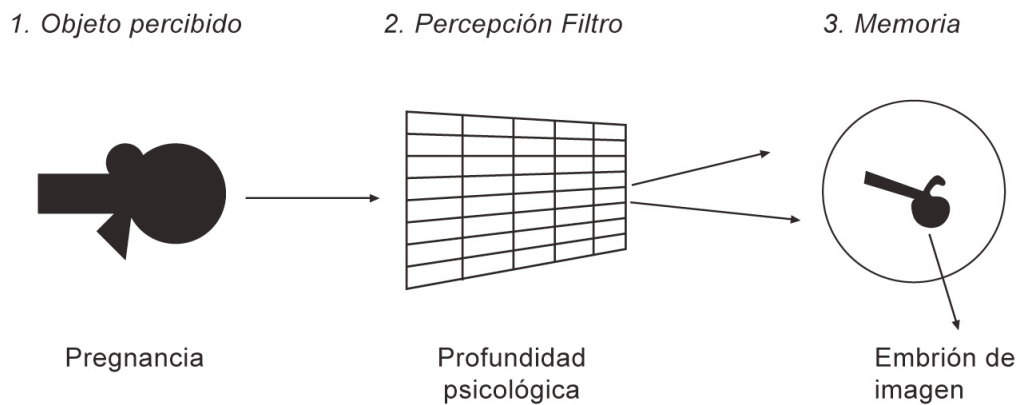 1. Objeto percibido
2. Percepción Filtro
3. Memoria
Pregnancia
Profundidad
psicológica
Embrión de
imagen